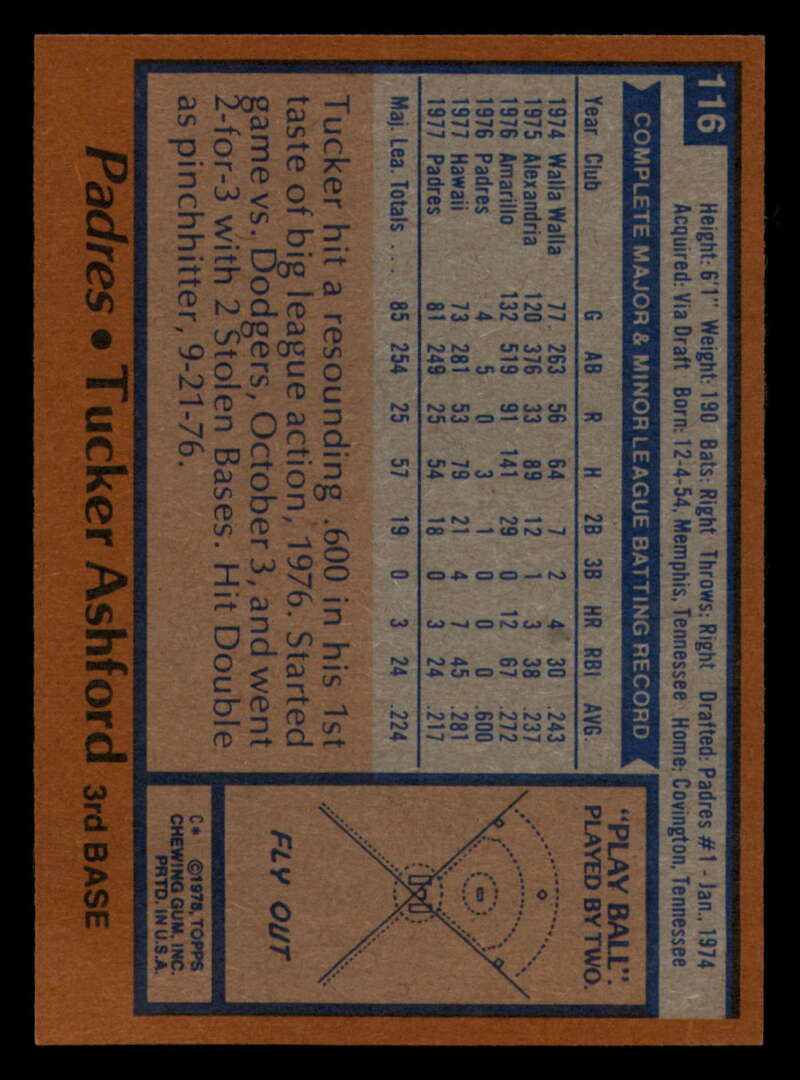 116
Height: 6'1" Weight: 190 Bats: Right Throws: Right Drafted: Padres #1 - Jan., 1974
Acquired: Via Draft Born: 12-4-54, Memphis, Tennessee Home: Covington, Tennessee
COMPLETE MAJOR & MINOR LEAGUE BATTING RECORD
Year Club G AB R H 2B 3B HR RBI AVG.
1974 Walla Walla 77 263 56 64 7 2 4 30 .243
1975 Alexandria 120 376 33 89 12 1 3 38 .237
1976 Amarillo 132 519 91 141 29 0 12 67 .272
1976 Padres 4 5 0 3 1 0 0 0 .600
1977 Hawaii 73 281 53 79 21 4 7 45 .281
1977 Padres 81 249 25 54 18 0 3 24 .217
Maj. Lea. Totals .... 85 254 25 57 19 0 3 24 .224
Tucker hit a resounding .600 in his 1st
taste of big league action, 1976. Started
game vs. Dodgers, October 3, and went
2-for-3 with 2 Stolen Bases. Hit Double
as pinchhitter, 9-21-76.
"PLAY BALL".
PLAYED BY TWO.
FLY OUT
C* ©1978, TOPPS
CHEWING GUM, INC.
PRTD. IN U.S.A.
Padres • Tucker Ashford 3rd BASE